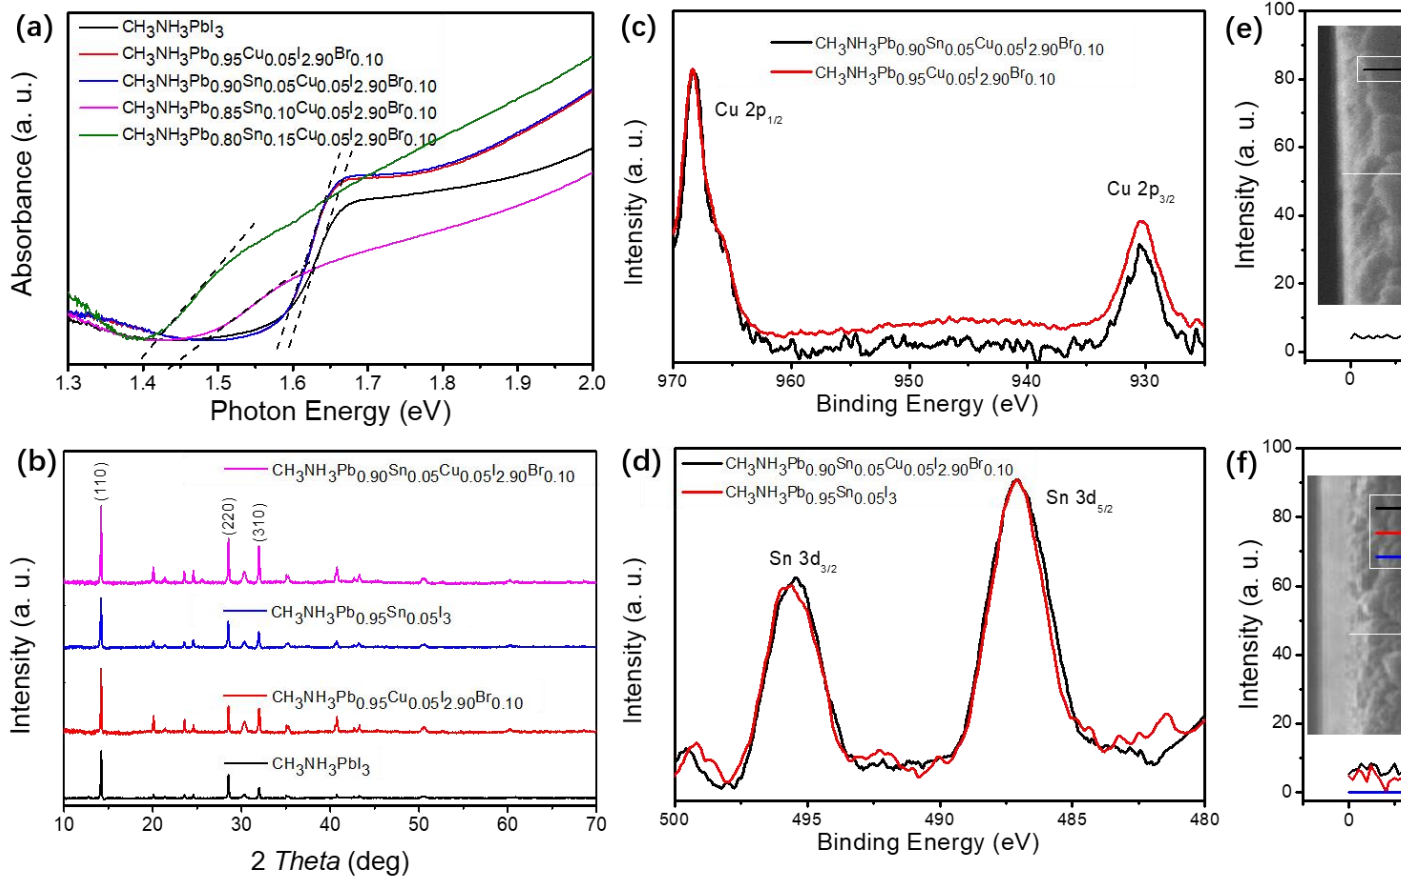 (a)
CH3NH3PbI3
CH3NH3Pb0.95Cu0.05I2.90Br0.10
CH3NH3Pb0.90Sn0.05Cu0.05I2.90Br0.10
CH3NH3Pb0.85Sn0.10Cu0.05I2.90Br0.10
CH3NH3Pb0.80Sn0.15Cu0.05I2.90Br0.10
Absorbance (a. u.)
1.3 1.4 1.5 1.6 1.7 1.8 1.9 2.0
Photon Energy (eV)
(c)
CH3NH3Pb0.90Sn0.05Cu0.05I2.90Br0.10
CH3NH3Pb0.95Cu0.05I2.90Br0.10
Cu 2p1/2
Cu 2p3/2
Intensity (a. u.)
970 960 950 940 930
Binding Energy (eV)
(e)
100
80
60
40
20
0
Intensity (a. u.)
0
(b)
CH3NH3Pb0.90Sn0.05Cu0.05I2.90Br0.10
(110)
(220)
(310)
CH3NH3Pb0.95Sn0.05I3
CH3NH3Pb0.95Cu0.05I2.90Br0.10
CH3NH3PbI3
Intensity (a. u.)
10 20 30 40 50 60 70
2 Theta (deg)
(d)
CH3NH3Pb0.90Sn0.05Cu0.05I2.90Br0.10
CH3NH3Pb0.95Sn0.05I3
Sn 3d5/2
Sn 3d3/2
Intensity (a. u.)
500 495 490 485 480
Binding Energy (eV)
(f)
100
80
60
40
20
0
Intensity (a. u.)
0